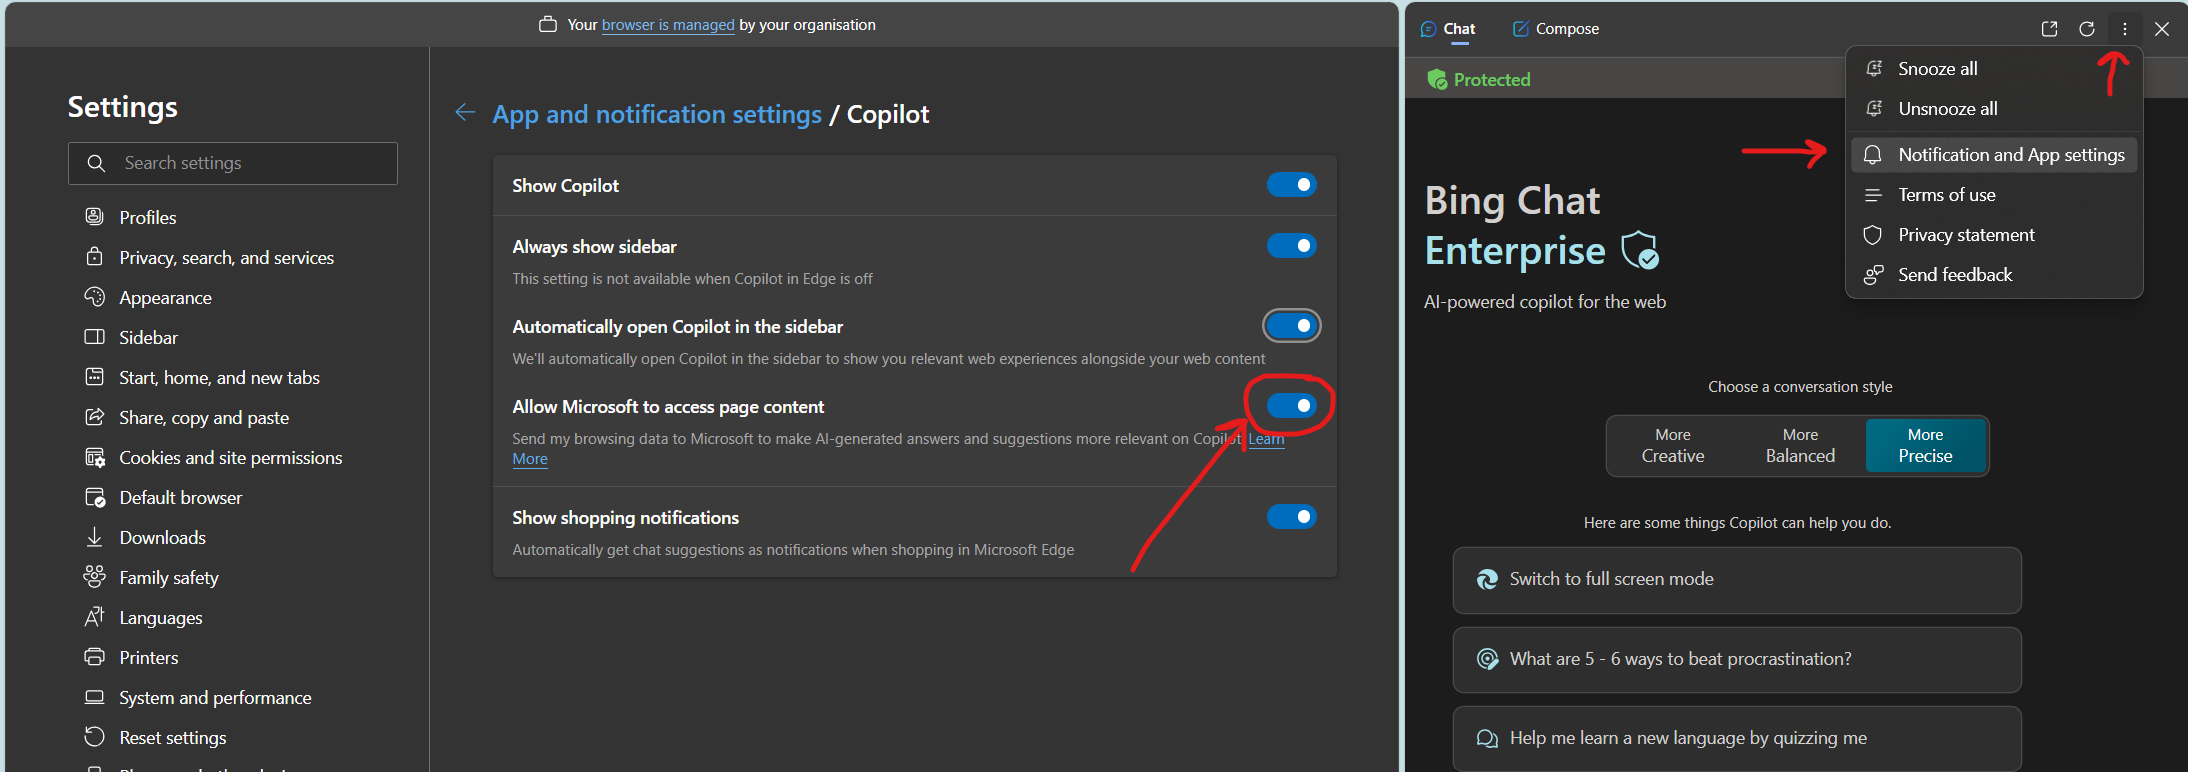 Your browser is managed by your organisation
Settings
Search settings
Profiles
Privacy, search, and services
Appearance
Sidebar
Start, home, and new tabs
Share, copy and paste
Cookies and site permissions
Default browser
Downloads
Family safety
Languages
Printers
System and performance
Reset settings
App and notification settings / Copilot
Show Copilot
Always show sidebar
This setting is not available when Copilot in Edge is off
Automatically open Copilot in the sidebar
We'll automatically open Copilot in the sidebar to show you relevant web experiences alongside your web content
Allow Microsoft to access page content
Send my browsing data to Microsoft to make AI-generated answers and suggestions more relevant on Copilot Learn
More
Show shopping notifications
Automatically get chat suggestions as notifications when shopping in Microsoft Edge
Chat
Compose
Protected
Snooze all
Unsnooze all
Notification and App settings
Terms of use
Privacy statement
Send feedback
Bing Chat
Enterprise
AI-powered copilot for the web
Choose a conversation style
More
Creative
More
Balanced
More
Precise
Here are some things Copilot can help you do.
Switch to full screen mode
What are 5 - 6 ways to beat procrastination?
Help me learn a new language by quizzing me